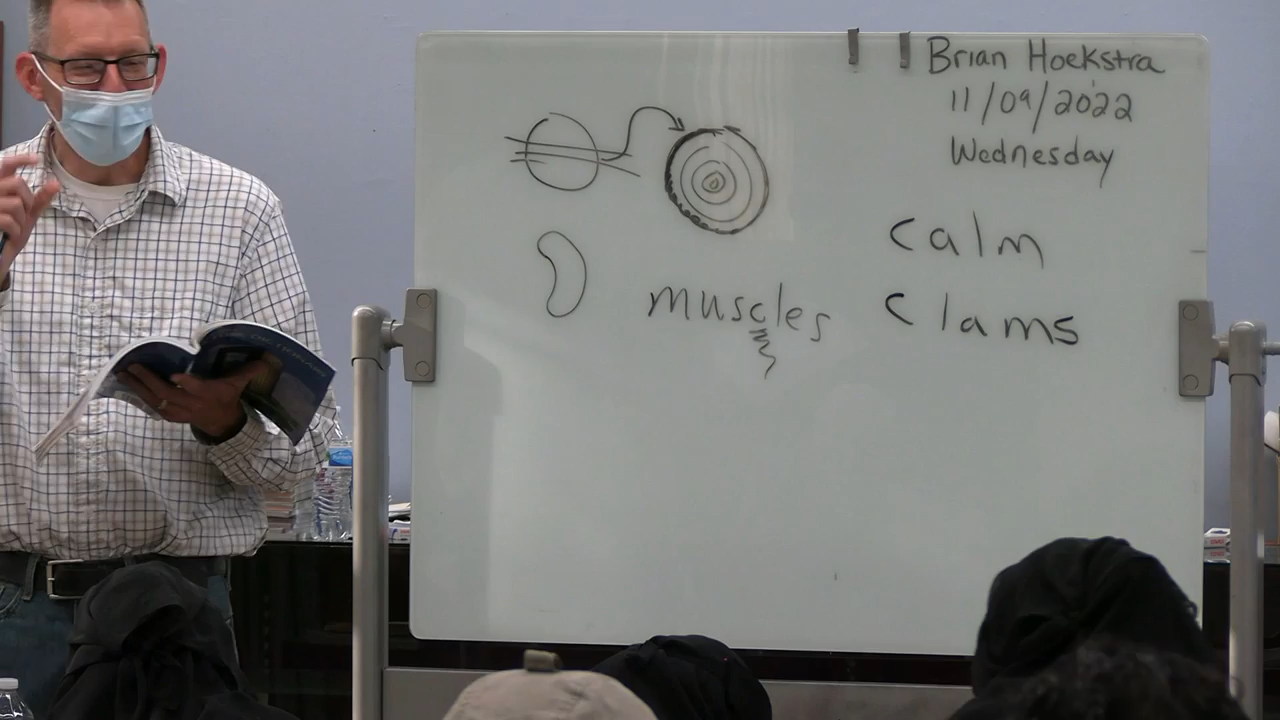 Brian Hoekstra
11/09/2022
Wednesday
calm
muscles clams